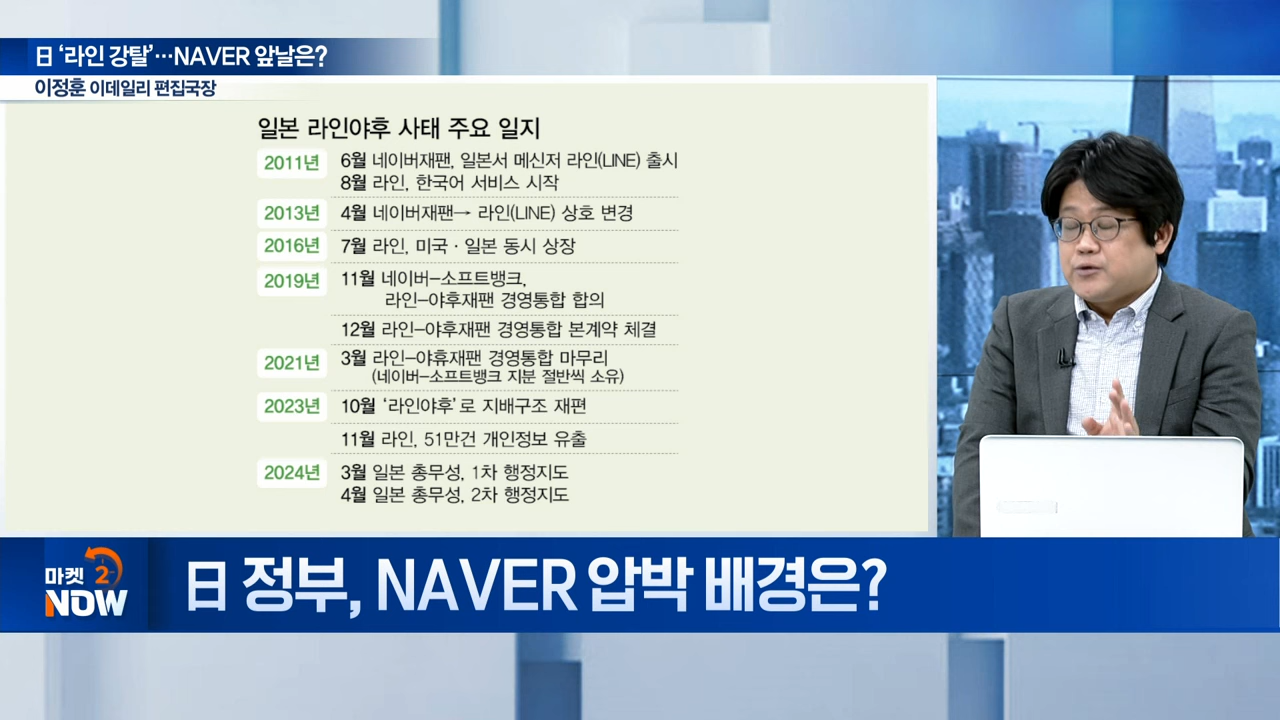 日 '라인 강탈'…NAVER 앞날은?
이정훈 이데일리 편집국장
일본 라인야후 사태 주요 일지
2011년 6월 네이버재팬, 일본서 메신저 라인(LINE) 출시
8월 라인, 한국어 서비스 시작
2013년 4월 네이버재팬→ 라인(LINE) 상호 변경
2016년 7월 라인, 미국·일본 동시 상장
2019년 11월 네이버-소프트뱅크,
라인-야후재팬 경영통합 합의
12월 라인-야후재팬 경영통합 본계약 체결
2021년 3월 라인-야휴재팬 경영통합 마무리
(네이버-소프트뱅크 지분 절반씩 소유)
2023년 10월 '라인야후'로 지배구조 재편
11월 라인, 51만건 개인정보 유출
2024년 3월 일본 총무성, 1차 행정지도
4월 일본 총무성, 2차 행정지도
마켓 2
NOW
日 정부, NAVER 압박 배경은?